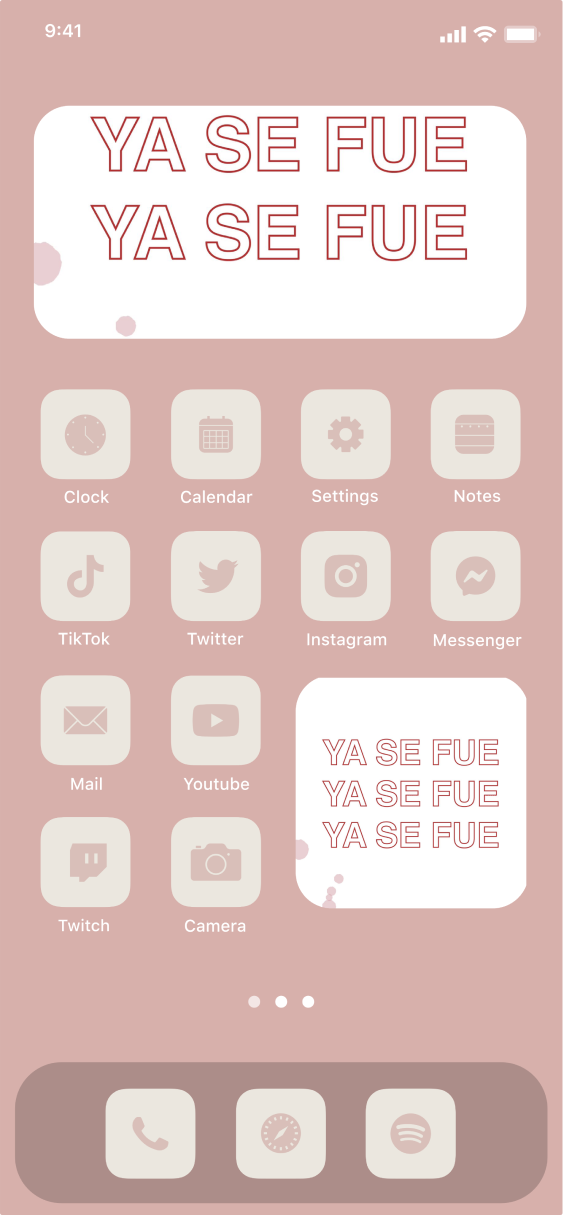 9:41
YA SE FUE
YA SE FUE
Clock
Calendar
Settings
Notes
TikTok
Twitter
Instagram
Messenger
Mail
Youtube
YA SE FUE
YA SE FUE
YA SE FUE
Twitch
Camera